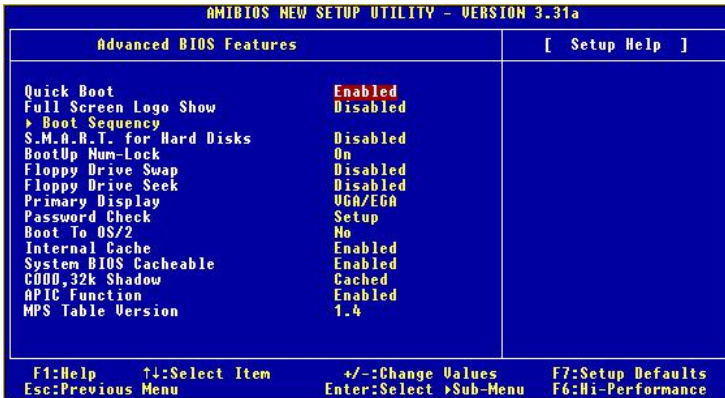 AMIBIOS NEW SETUP UTILITY - VERSION 3.31a
Advanced BIOS Features [ Setup Help ]
Quick Boot Enabled
Full Screen Logo Show Disabled
▸ Boot Sequency
S.M.A.R.T. for Hard Disks Disabled
BootUp Num-Lock On
Floppy Drive Swap Disabled
Floppy Drive Seek Disabled
Primary Display VGA/EGA
Password Check Setup
Boot To OS/2 No
Internal Cache Enabled
System BIOS Cacheable Enabled
C000,32k Shadow Cached
APIC Function Enabled
MPS Table Version 1.4
F1:Help ↑↓:Select Item +/-:Change Values F7:Setup Defaults
Esc:Previous Menu Enter:Select ▸Sub-Menu F6:Hi-Performance